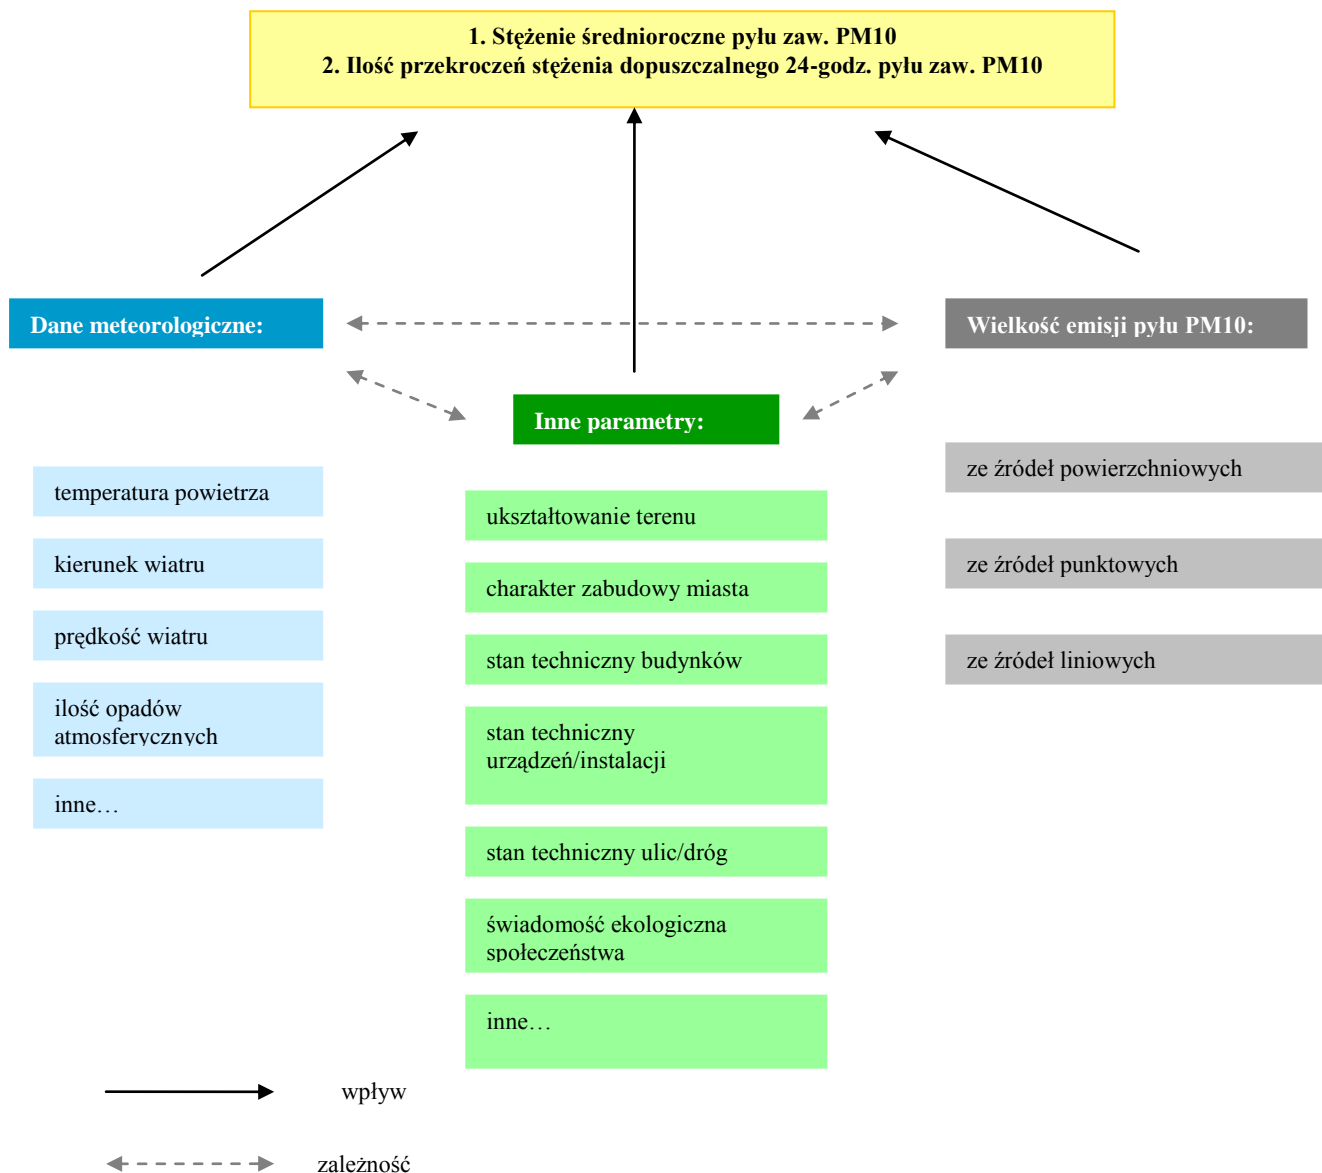 1. Stężenie średnioroczne pyłu zaw. PM10
2. Ilość przekroczeń stężenia dopuszczalnego 24-godz. pyłu zaw. PM10
Dane meteorologiczne:
Wielkość emisji pyłu PM10:
Inne parametry:
temperatura powietrza
kierunek wiatru
prędkość wiatru
ilość opadów
atmosferycznych
inne…
ukształtowanie terenu
charakter zabudowy miasta
stan techniczny budynków
stan techniczny
urządzeń/instalacji
stan techniczny ulic/dróg
świadomość ekologiczna
społeczeństwa
inne…
ze źródeł powierzchniowych
ze źródeł punktowych
ze źródeł liniowych
wpływ
zależność